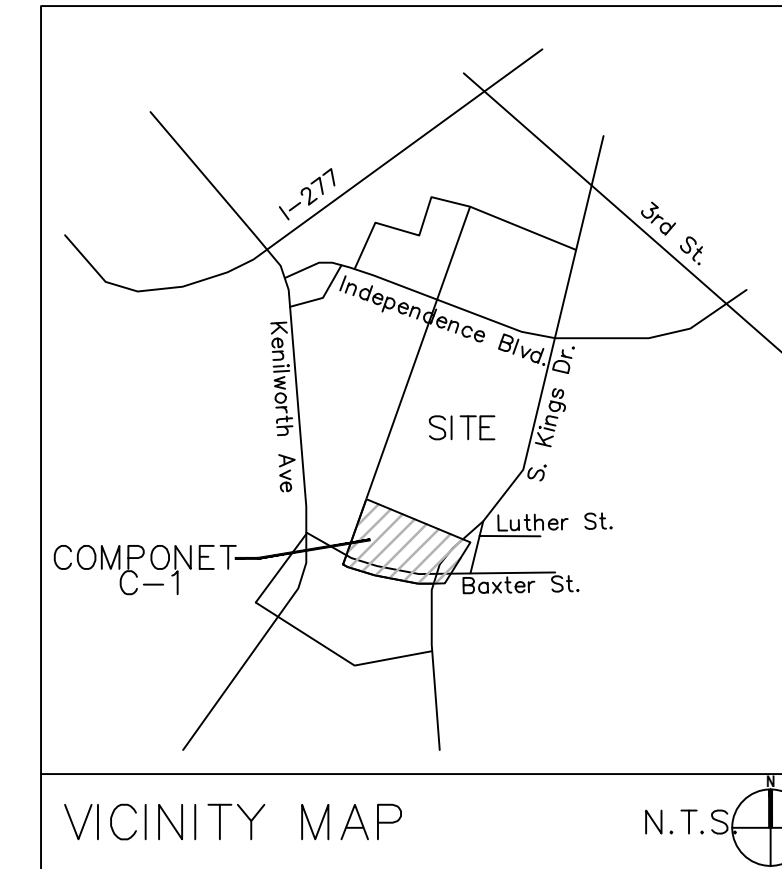 I-277
3rd St.
Independence Blvd.
Kenilworth Ave
S. Kings Dr.
SITE
Luther St.
COMPONET
C-1
Baxter St.
N
VICINITY MAP
N.T.S.